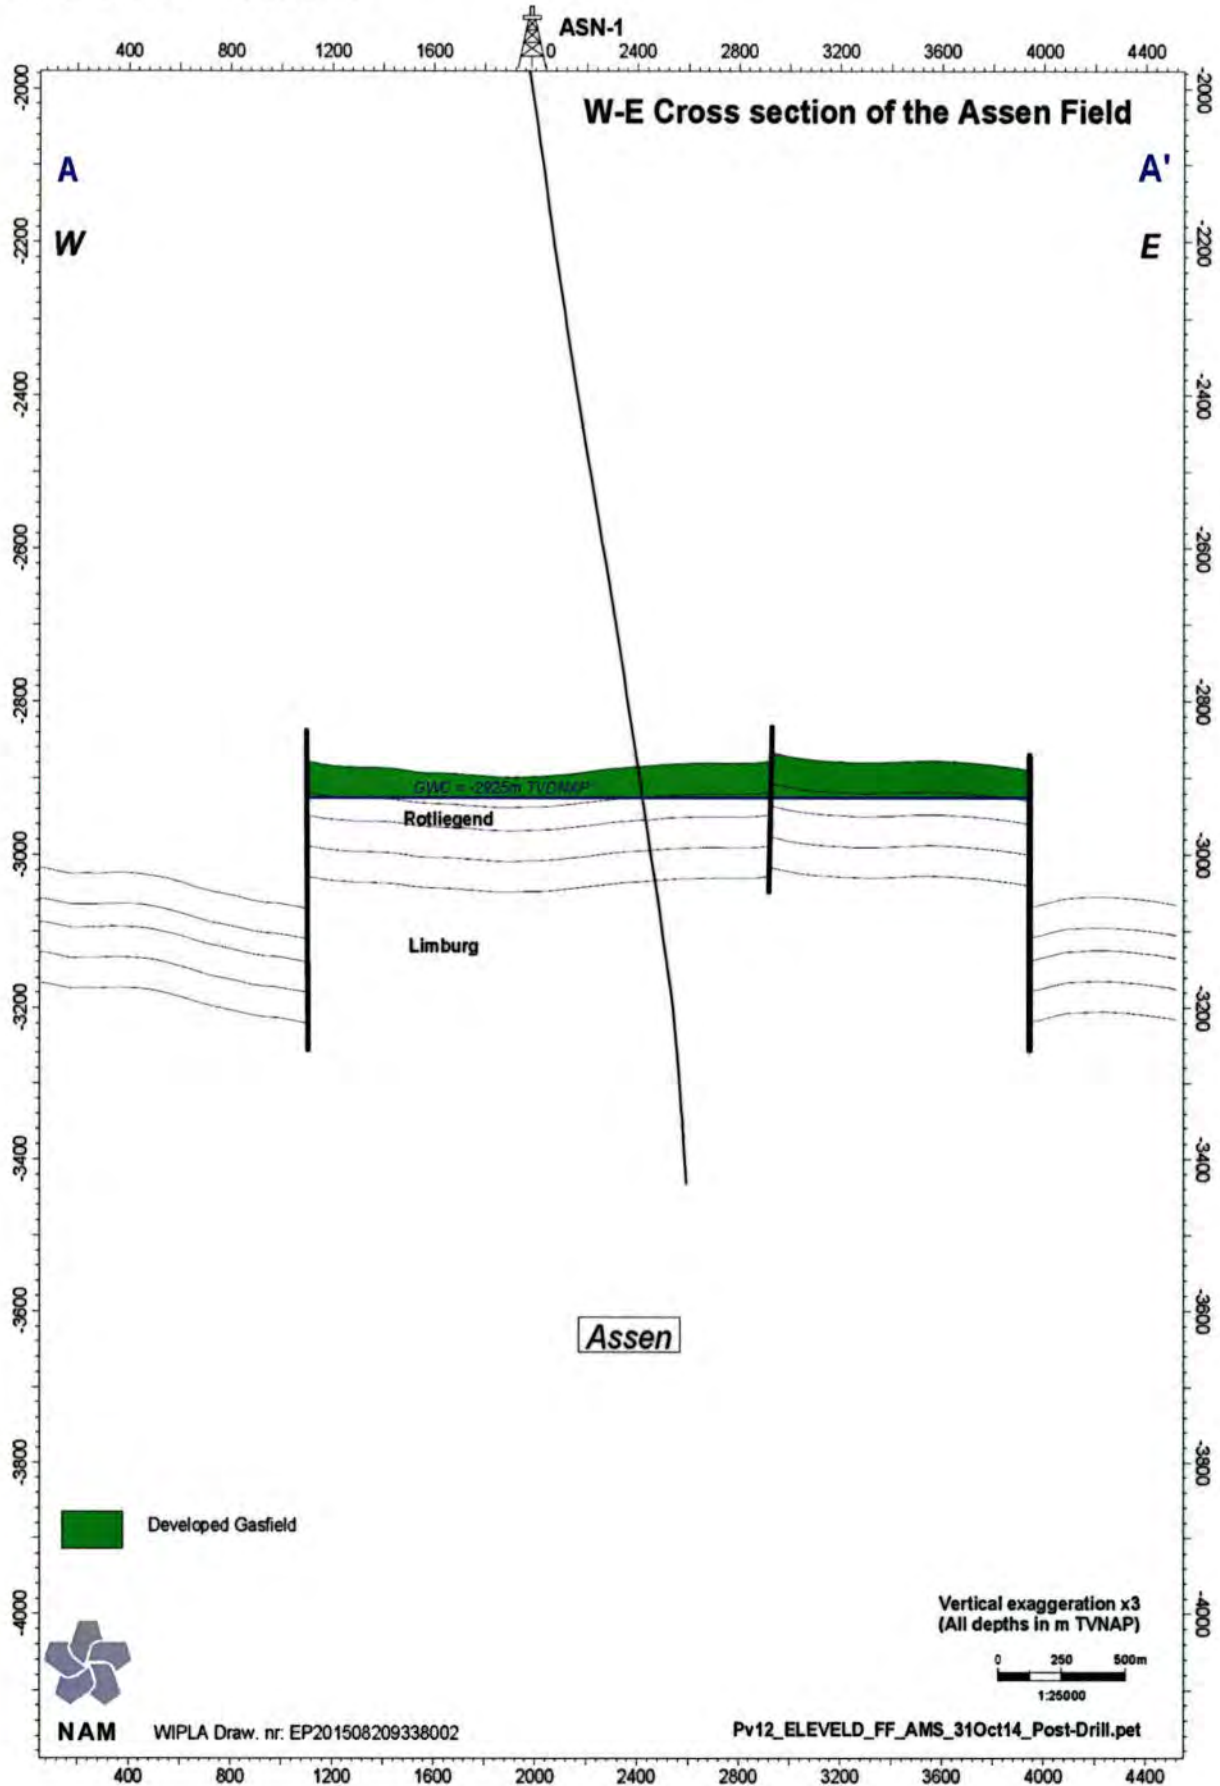 ASN-1
400 800 1200 1600 0 2400 2800 3200 3600 4000 4400
W-E Cross section of the Assen Field
A A'
W E
-2000 -2000
-2200 -2200
-2400 -2400
-2600 -2600
-2800 -2800
GWC = -2925m TVDNAP
Rotliegend
-3000 -3000
Limburg
-3200 -3200
-3400 -3400
-3600 -3600
Assen
-3800 -3800
Developed Gasfield
-4000 -4000
Vertical exaggeration x3
(All depths in m TVNAP)
0 250 500m
1:25000
NAM WIPLA Draw. nr: EP201508209338002 Pv12_ELEVELD_FF_AMS_31Oct14_Post-Drill.pet
400 800 1200 1600 2000 2400 2800 3200 3600 4000 4400